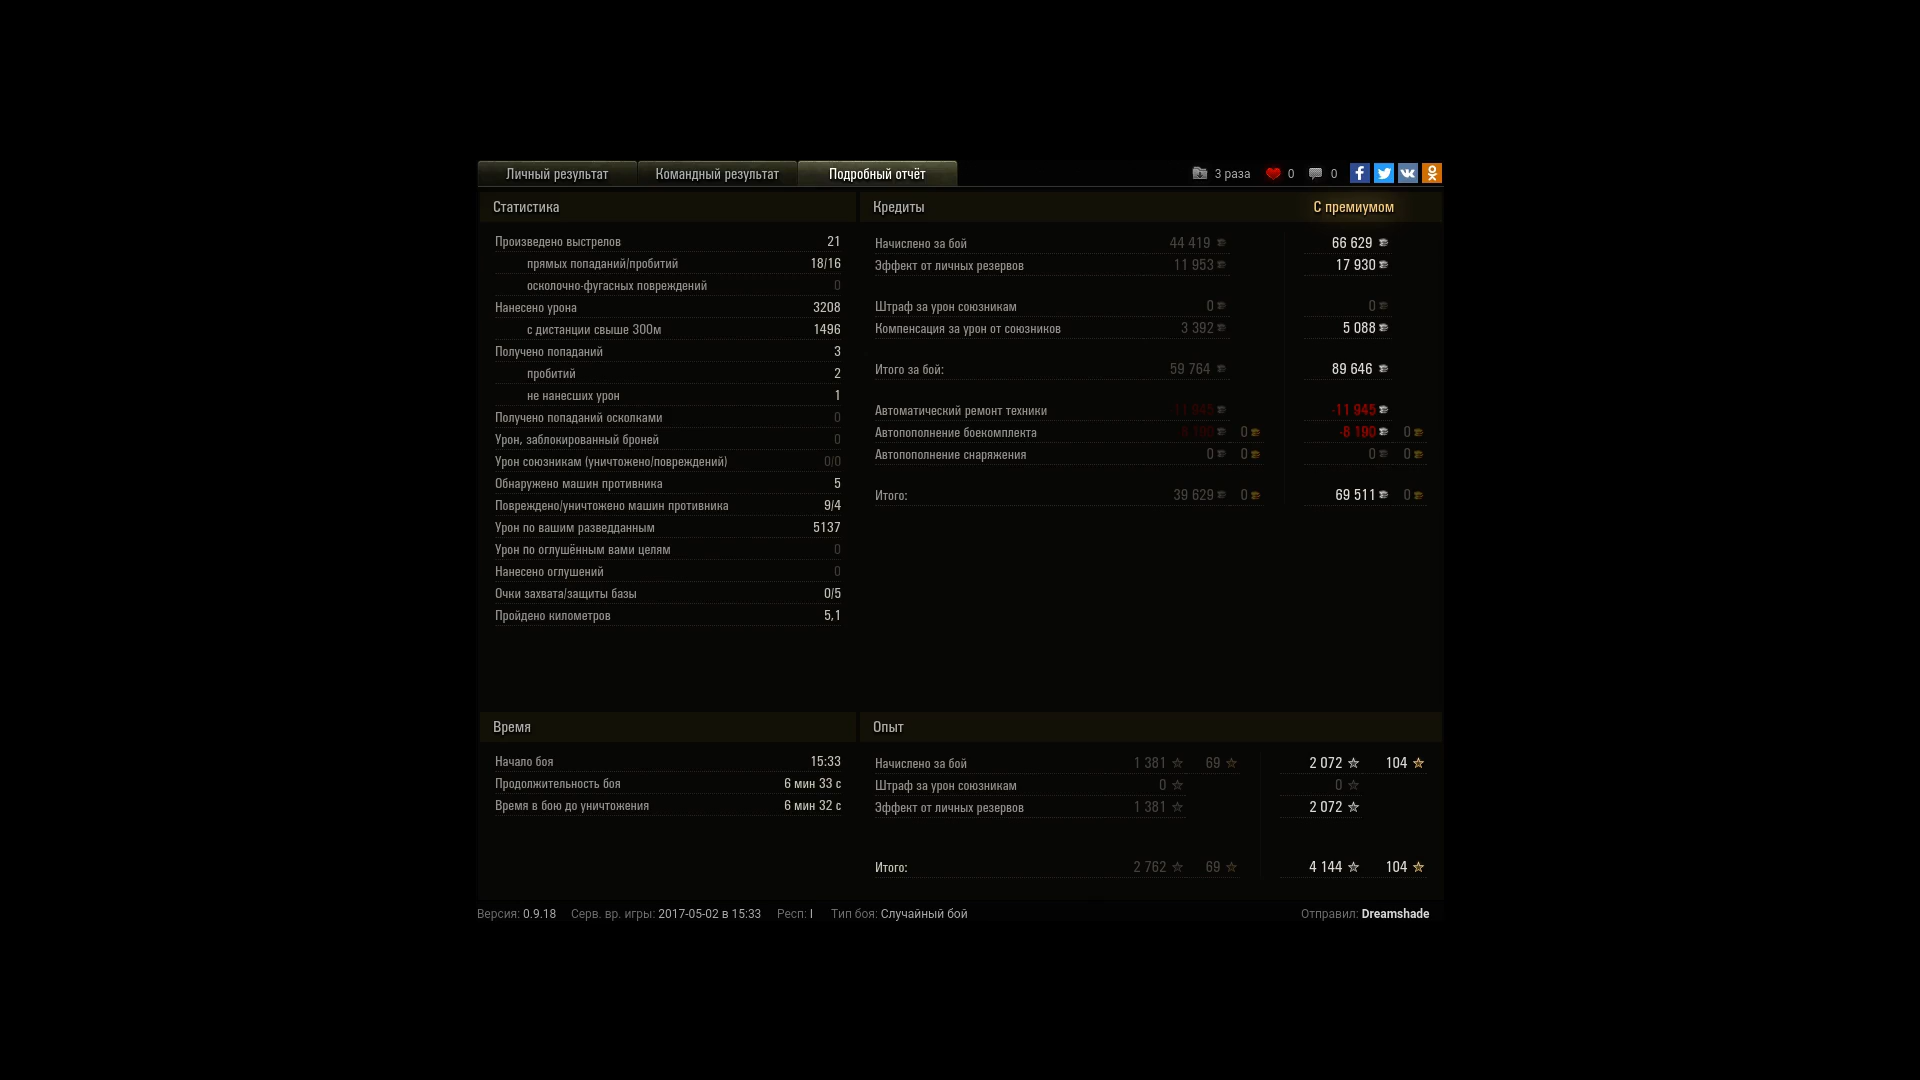 Личный результат Командный результат Подробный отчёт 3 раза 0 0
Статистика
Произведено выстрелов 21
прямых попаданий/пробитий 18/16
осколочно-фугасных повреждений 0
Нанесено урона 3208
с дистанции свыше 300м 1496
Получено попаданий 3
пробитий 2
не нанесших урон 1
Получено попаданий осколками 0
Урон, заблокированный броней 0
Урон союзникам (уничтожено/повреждений) 0/0
Обнаружено машин противника 5
Повреждено/уничтожено машин противника 9/4
Урон по вашим разведданным 5137
Урон по оглушённым вами целям 0
Нанесено оглушений 0
Очки захвата/защиты базы 0/5
Пройдено километров 5,1
Кредиты С премиумом
Начислено за бой 44 419 66 629
Эффект от личных резервов 11 953 17 930
Штраф за урон союзникам 0 0
Компенсация за урон от союзников 3 392 5 088
Итого за бой: 59 764 89 646
Автоматический ремонт техники -11 945 -11 945
Автопополнение боекомплекта -8 190 0 -8 190 0
Автопополнение снаряжения 0 0 0 0
Итого: 39 629 0 69 511 0
Время
Начало боя 15:33
Продолжительность боя 6 мин 33 с
Время в бою до уничтожения 6 мин 32 с
Опыт
Начислено за бой 1 381 69 2 072 104
Штраф за урон союзникам 0 0
Эффект от личных резервов 1 381 2 072
Итого: 2 762 69 4 144 104
Версия: 0.9.18 Серв. вр. игры: 2017-05-02 в 15:33 Респ: I Тип боя: Случайный бой Отправил: Dreamshade